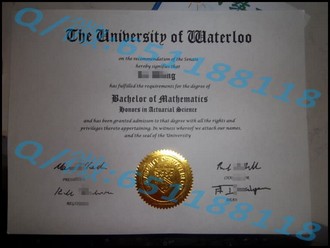 The University of Waterloo
on the recommendation of the Senate
hereby signifies that
has fulfilled the requirements for the degree of
Bachelor of Mathematics
Honors in Actuarial Science
and has been granted admission to that degree with all the rights and
privileges thereto appertaining. In witness whereof we attach our names,
and the seal of the University
651188118
651188118